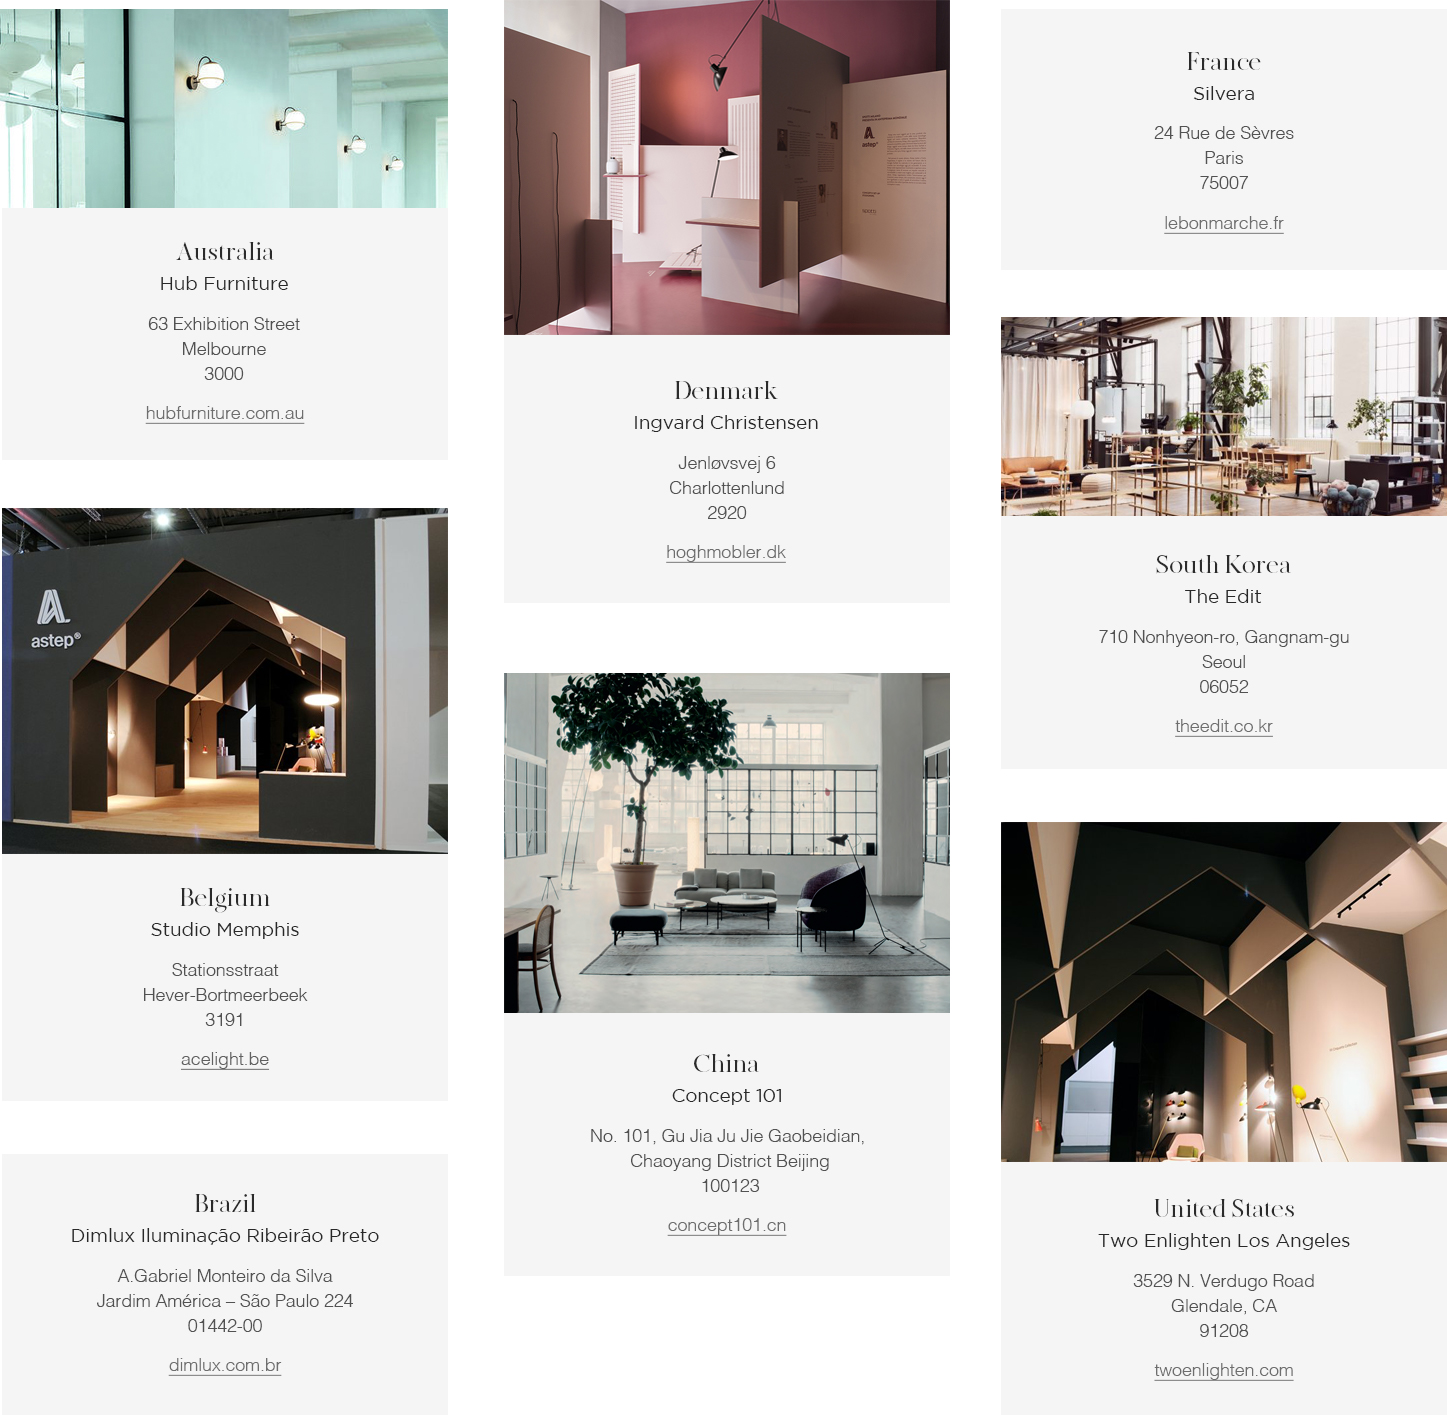 Australia
Hub Furniture
63 Exhibition Street
Melbourne
3000
hubfurniture.com.au
astep®
Belgium
Studio Memphis
Stationsstraat
Hever-Bortmeerbeek
3191
acelight.be
Brazil
Dimlux Iluminação Ribeirão Preto
A.Gabriel Monteiro da Silva
Jardim América – São Paulo 224
01442-00
dimlux.com.br
astep®
Denmark
Ingvard Christensen
Jenløvsvej 6
Charlottenlund
2920
hoghmobler.dk
China
Concept 101
No. 101, Gu Jia Ju Jie Gaobeidian,
Chaoyang District Beijing
100123
concept101.cn
France
Silvera
24 Rue de Sèvres
Paris
75007
lebonmarche.fr
South Korea
The Edit
710 Nonhyeon-ro, Gangnam-gu
Seoul
06052
theedit.co.kr
United States
Two Enlighten Los Angeles
3529 N. Verdugo Road
Glendale, CA
91208
twoenlighten.com